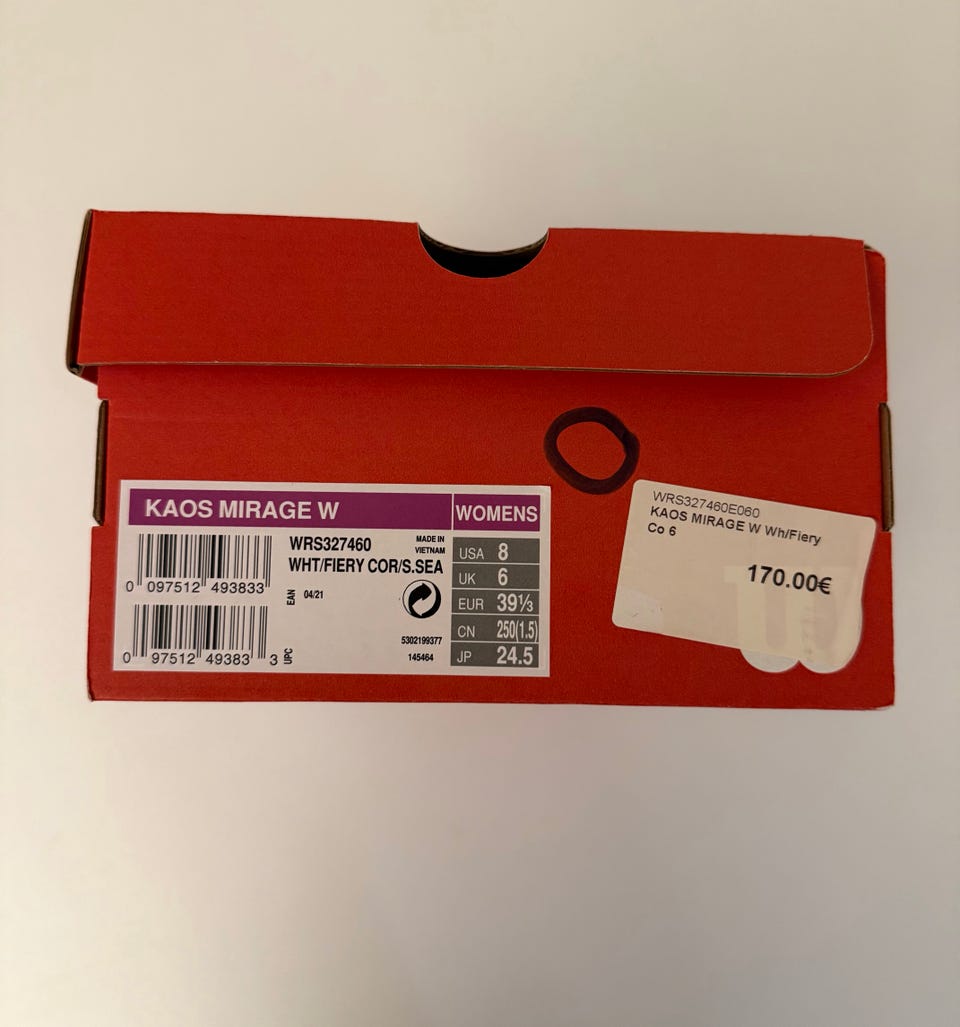 KAOS MIRAGE W
WOMENS
WRS327460
MADE IN
VIETNAM
WHT/FIERY COR/S.SEA
0 097512 493833
EAN 04/21
0 97512 49383 3 UPC
5302199377
145464
USA 8
UK 6
EUR 39⅓
CN 250(1.5)
JP 24.5
WRS327460E060
KAOS MIRAGE W Wh/Fiery
Co 6
170.00€